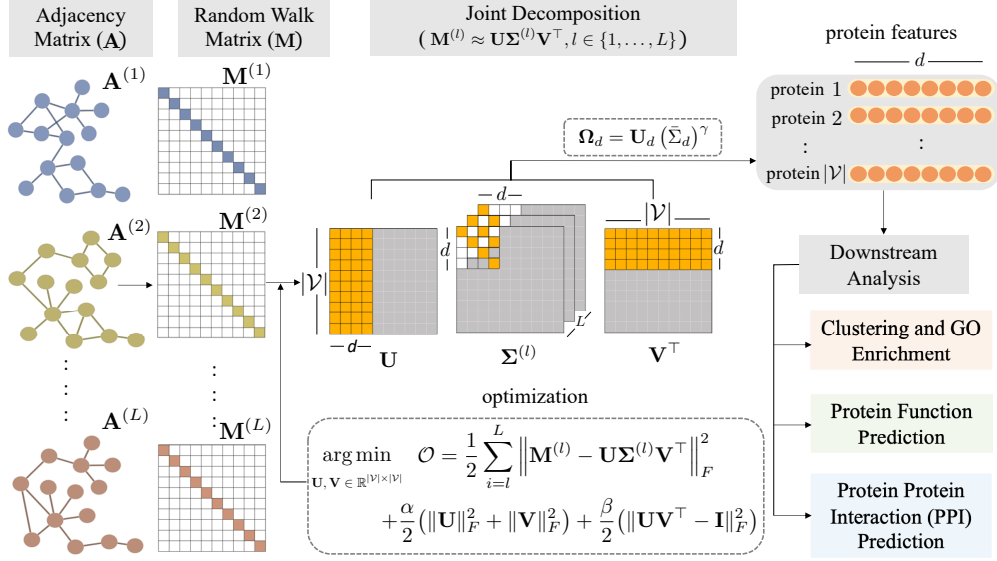 Adjacency
Matrix (A)
Random Walk
Matrix (M)
Joint Decomposition
( M^(l) ≈ UΣ^(l)V^⊤, l ∈ {1, . . . , L} )
protein features
d
protein 1
protein 2
:
:
protein |V|
A^(1)
M^(1)
Ω_d = U_d (Σ̄_d)^γ
A^(2)
M^(2)
|V|
d
U
d
d
L
Σ^(l)
|V|
d
V^⊤
Downstream
Analysis
Clustering and GO
Enrichment
Protein Function
Prediction
Protein Protein
Interaction (PPI)
Prediction
A^(L)
M^(L)
optimization
arg min O = 1/2 ∑_{i=l}^{L} ‖M^(l) − UΣ^(l)V^⊤‖_F^2
U, V ∈ ℝ^{|V|×|V|}
+ α/2 (‖U‖_F^2 + ‖V‖_F^2) + β/2 (‖UV^⊤ − I‖_F^2)